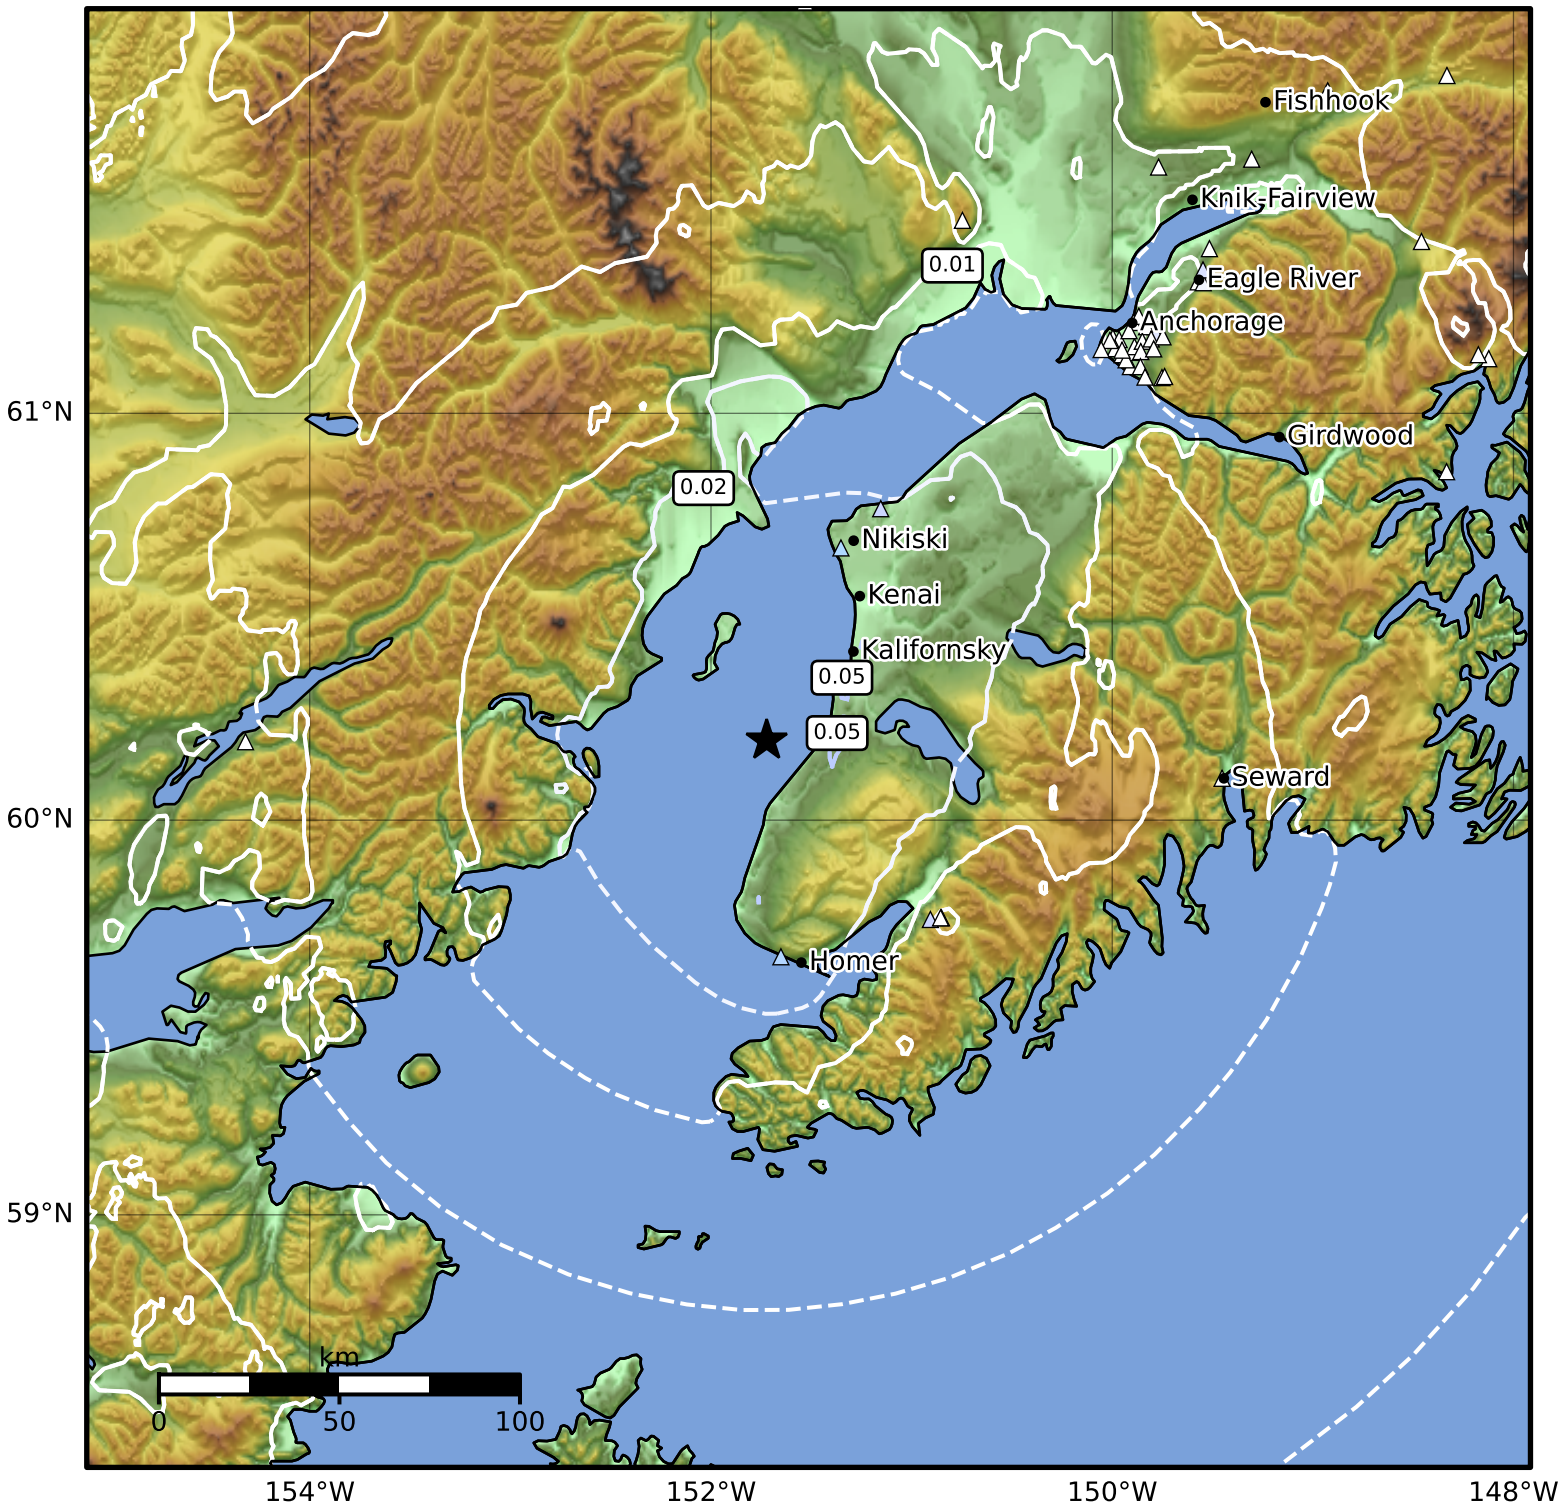 Fishhook
Knik-Fairview
0.01
Eagle River
Anchorage
61°N
Girdwood
0.02
Nikiski
Kenai
Kalifornsky
0.05
0.05
Seward
60°N
Homer
59°N
km
0 50 100
154°W 152°W 150°W 148°W